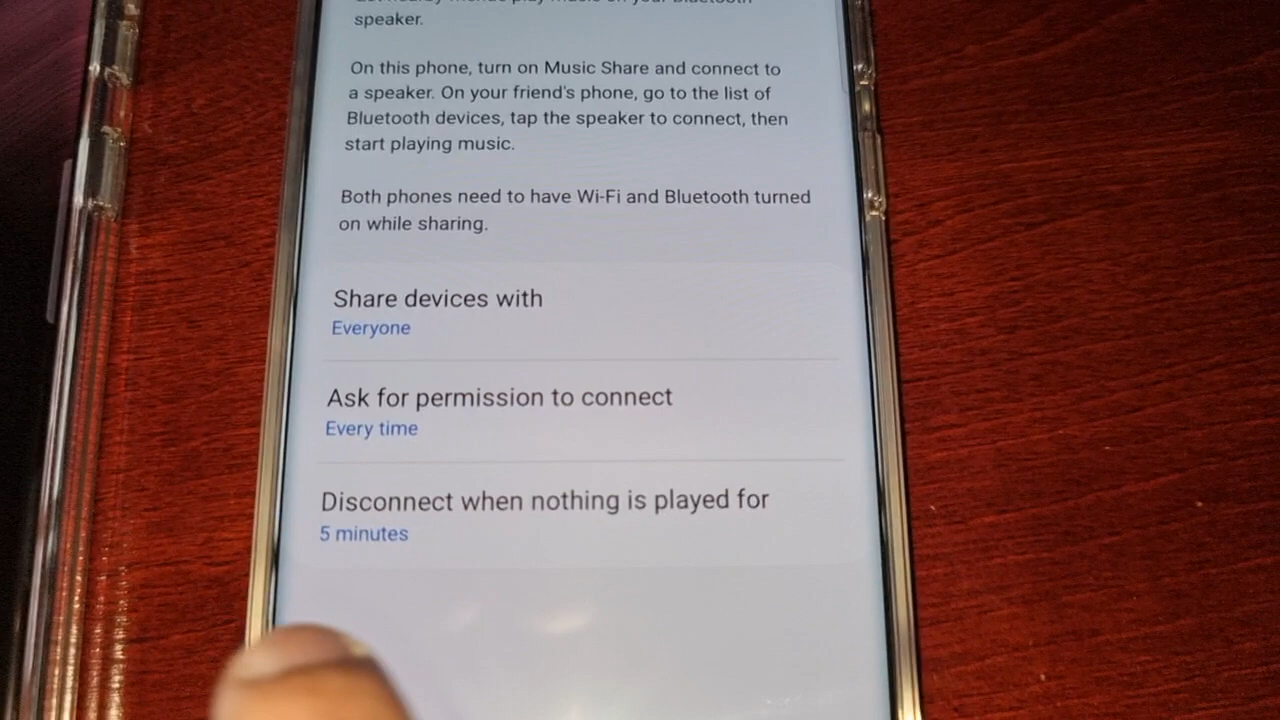 speaker.
On this phone, turn on Music Share and connect to
a speaker. On your friend's phone, go to the list of
Bluetooth devices, tap the speaker to connect, then
start playing music.
Both phones need to have Wi-Fi and Bluetooth turned
on while sharing.
Share devices with
Everyone
Ask for permission to connect
Every time
Disconnect when nothing is played for
5 minutes